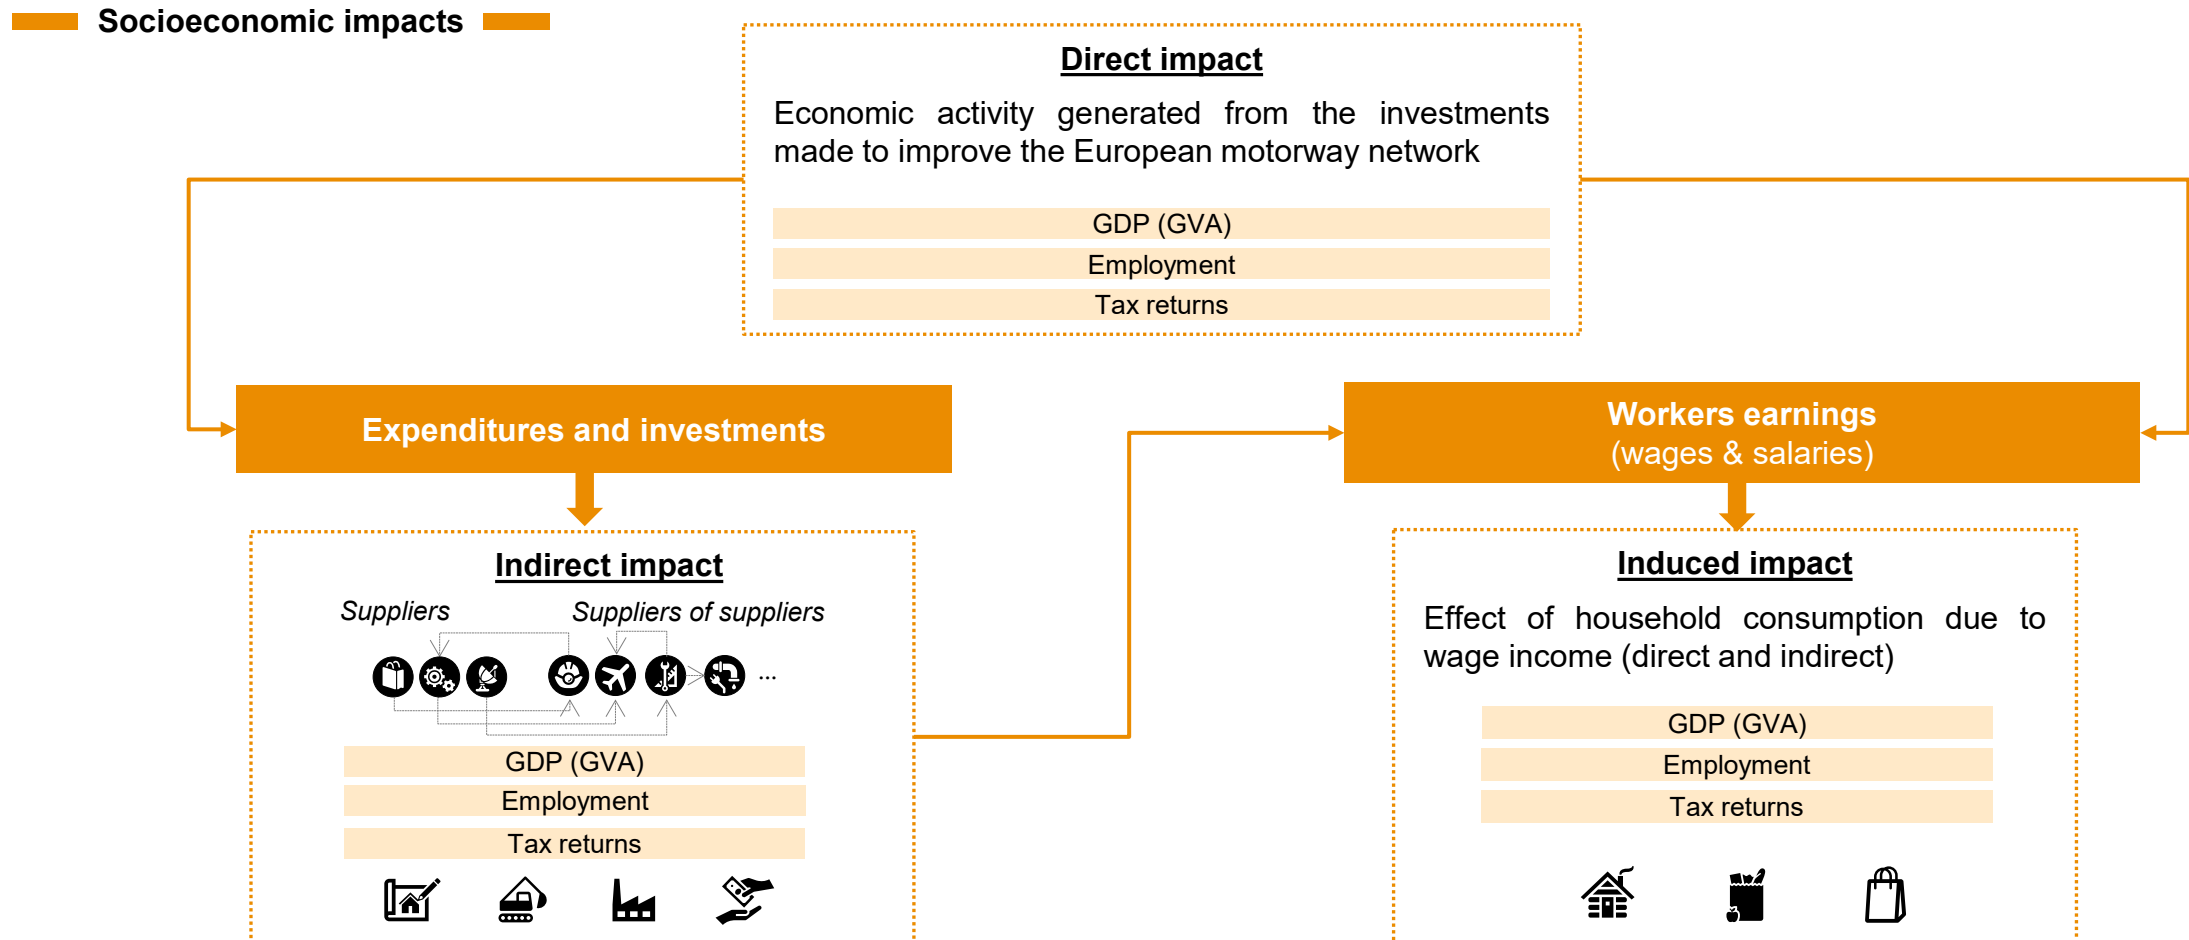 Socioeconomic impacts
Direct impact
Economic activity generated from the investments
made to improve the European motorway network
GDP (GVA)
Employment
Tax returns
Expenditures and investments
Workers earnings
(wages & salaries)
Indirect impact
Suppliers
Suppliers of suppliers
...
GDP (GVA)
Employment
Tax returns
Induced impact
Effect of household consumption due to
wage income (direct and indirect)
GDP (GVA)
Employment
Tax returns